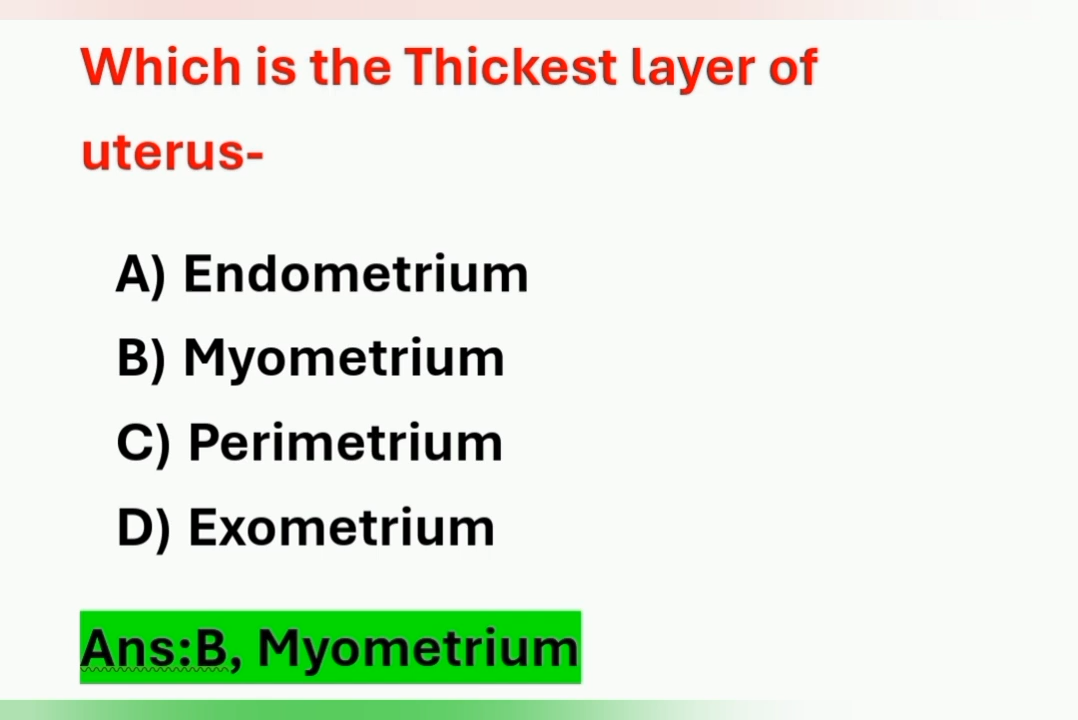 Which is the Thickest layer of
uterus-
A) Endometrium
B) Myometrium
C) Perimetrium
D) Exometrium
Ans:B, Myometrium